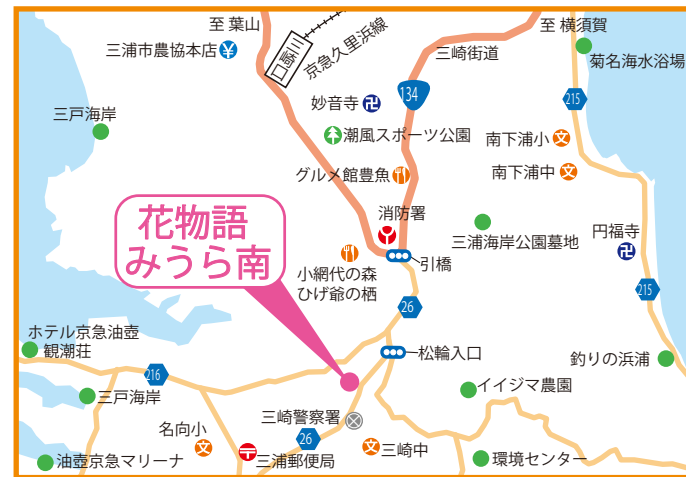 至 葉山
至 横須賀
三浦市農協本店
三崎口
京急久里浜線
三崎街道
菊名海水浴場
134
215
妙音寺
三戸海岸
潮風スポーツ公園
南下浦小
文
グルメ館豊魚
南下浦中
文
消防署
三浦海岸公園墓地
円福寺
花物語
みうら南
引橋
小網代の森
ひげ爺の栖
215
26
ホテル京急油壺
観潮荘
松輪入口
釣りの浜浦
216
イイジマ農園
三戸海岸
三崎警察署
名向小
文
26
三崎中
文
油壺京急マリーナ
三浦郵便局
環境センター